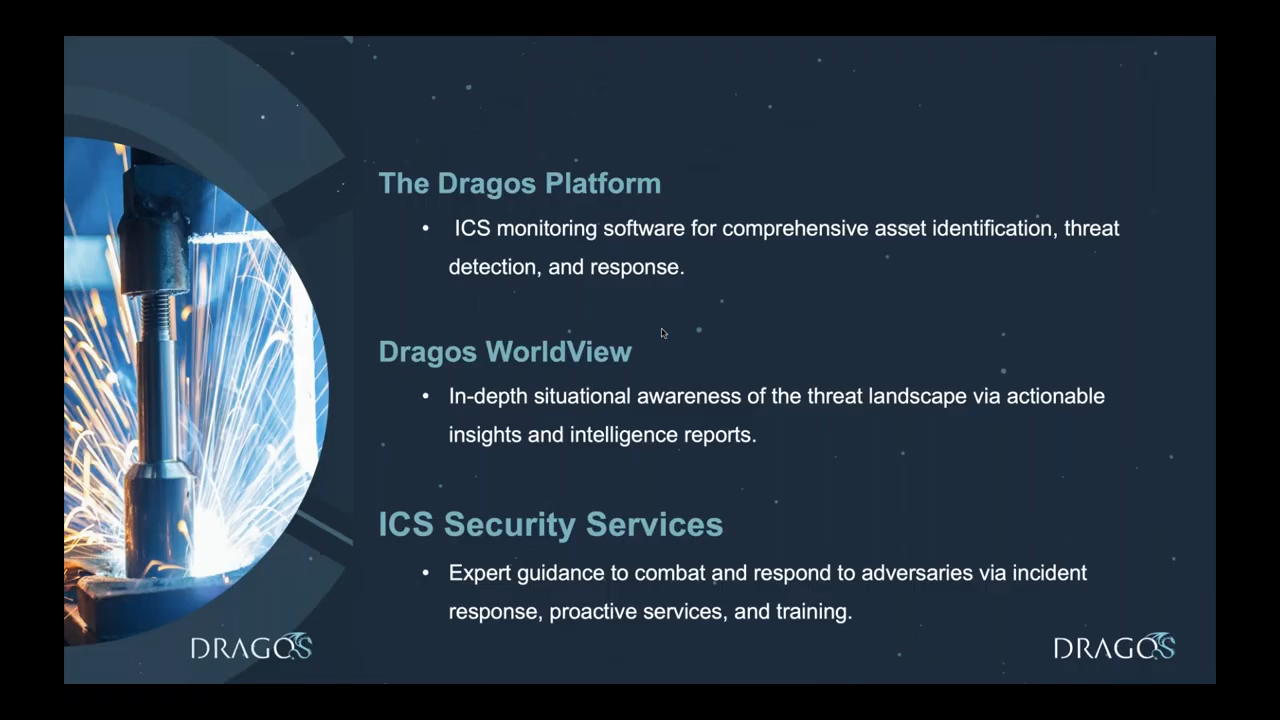 The Dragos Platform
• ICS monitoring software for comprehensive asset identification, threat
detection, and response.
Dragos WorldView
• In-depth situational awareness of the threat landscape via actionable
insights and intelligence reports.
ICS Security Services
• Expert guidance to combat and respond to adversaries via incident
response, proactive services, and training.
DRAGOS
DRAGOS